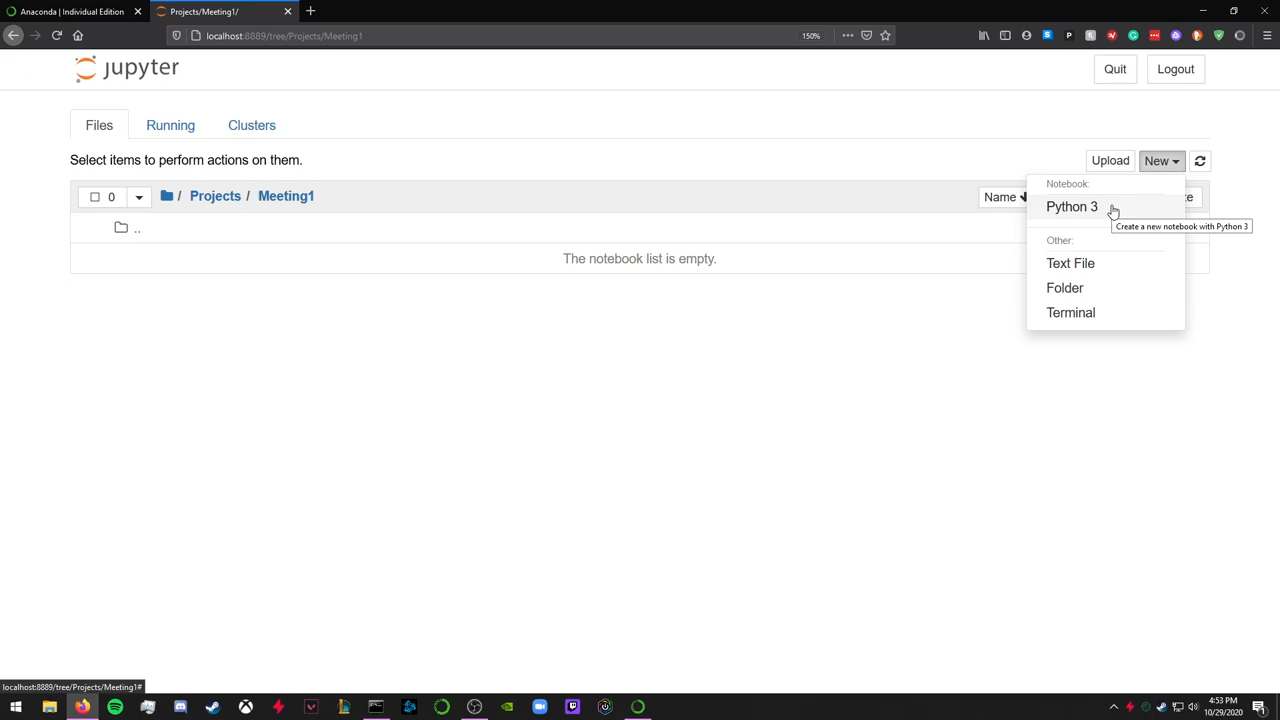 Anaconda | Individual Edition
Projects/Meeting1/
localhost:8889/tree/Projects/Meeting1
150%
jupyter
Quit
Logout
Files
Running
Clusters
Select items to perform actions on them.
Upload
New
0
/ Projects / Meeting1
Name
te
Notebook:
Python 3
Create a new notebook with Python 3
..
Other:
The notebook list is empty.
Text File
Folder
Terminal
localhost:8889/tree/Projects/Meeting1#
4:53 PM
10/29/2020